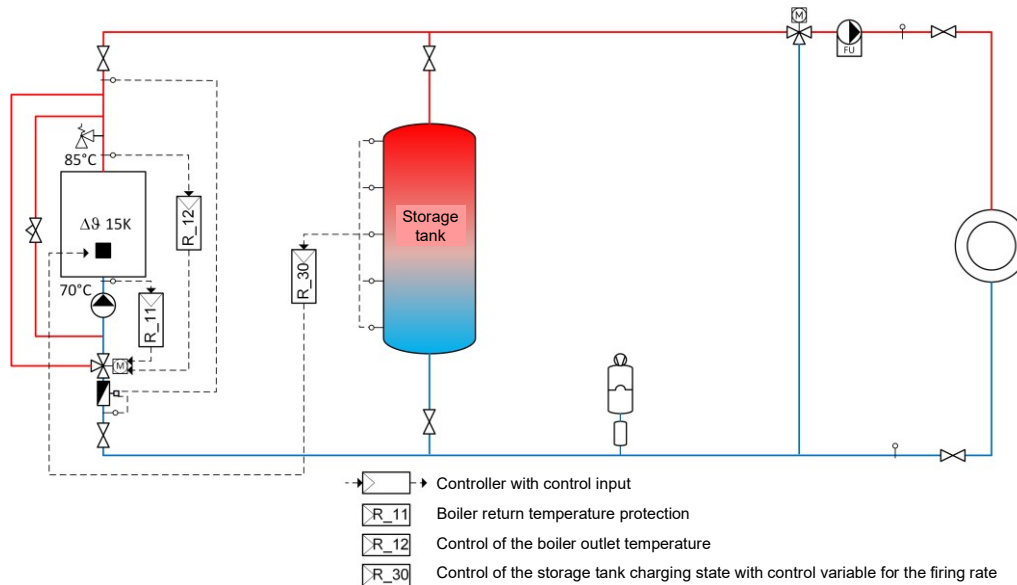 M
FU
85°C
Δϑ 15K
R_12
70°C
R_11
M
R_30
Storage
tank
Controller with control input
R_11 Boiler return temperature protection
R_12 Control of the boiler outlet temperature
R_30 Control of the storage tank charging state with control variable for the firing rate